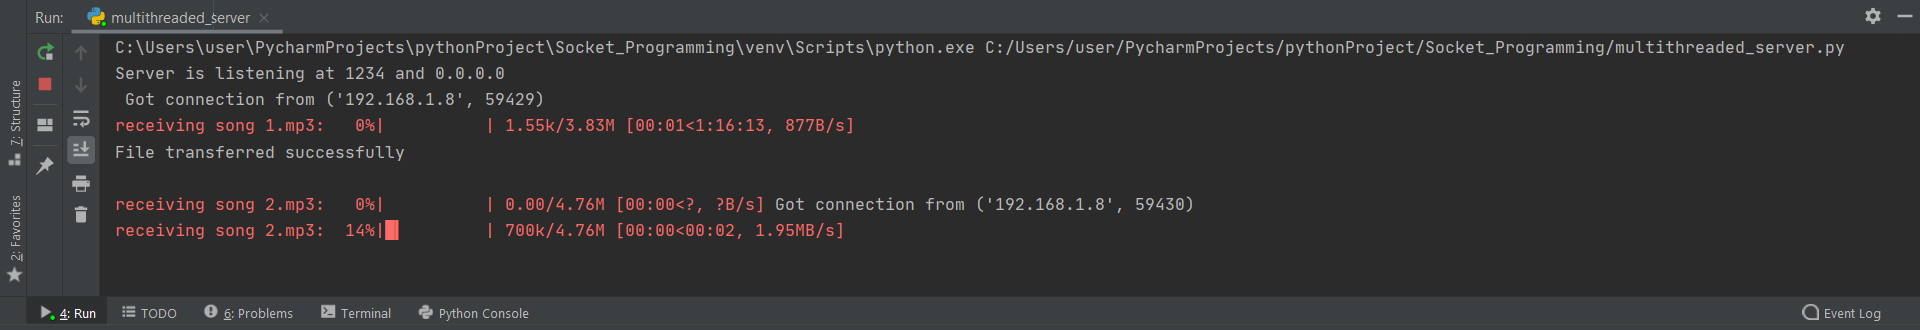 Run: multithreaded_server
C:\Users\user\PycharmProjects\pythonProject\Socket_Programming\venv\Scripts\python.exe C:/Users/user/PycharmProjects/pythonProject/Socket_Programming/multithreaded_server.py
Server is listening at 1234 and 0.0.0.0
Got connection from ('192.168.1.8', 59429)
receiving song 1.mp3:   0%|          | 1.55k/3.83M [00:01<1:16:13, 877B/s]
File transferred successfully
receiving song 2.mp3:   0%|          | 0.00/4.76M [00:00<?, ?B/s] Got connection from ('192.168.1.8', 59430)
receiving song 2.mp3:  14%|█         | 700k/4.76M [00:00<00:02, 1.95MB/s]
7: Structure
2: Favorites
4: Run TODO 6: Problems Terminal Python Console Event Log